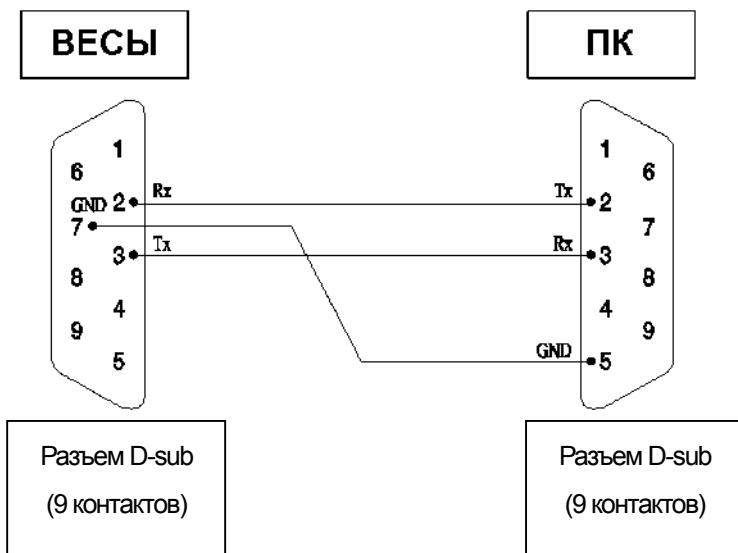 ВЕСЫ
ПК
1
6
2
GND
7
3
8
4
9
5
Rx
Tx
Tx
Rx
GND
1
6
2
7
3
8
4
9
5
Разъем D-sub
(9 контактов)
Разъем D-sub
(9 контактов)